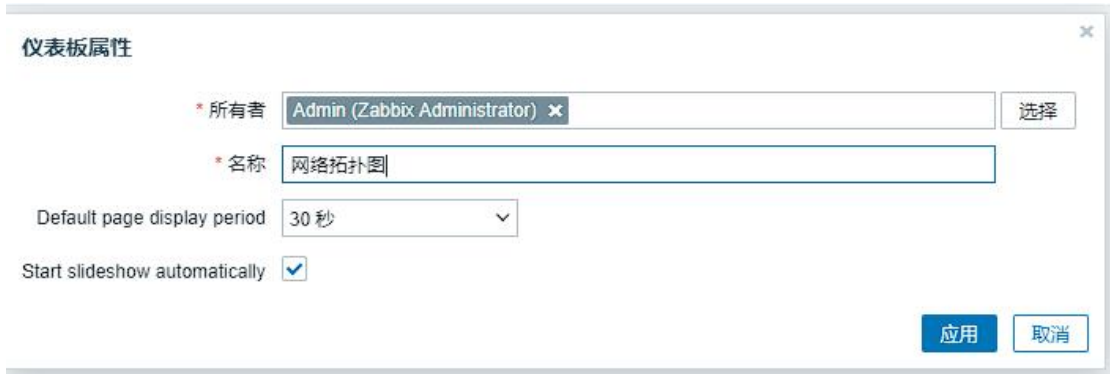 仪表板属性
* 所有者 Admin (Zabbix Administrator) 选择
* 名称 网络拓扑图
Default page display period 30 秒
Start slideshow automatically
应用 取消